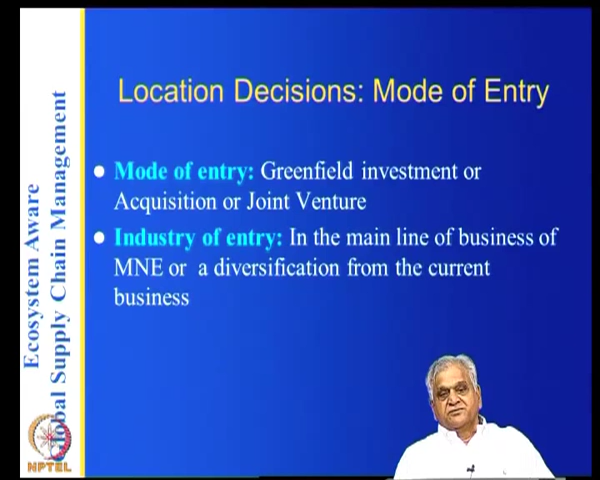 Location Decisions: Mode of Entry
Mode of entry: Greenfield investment or
Acquisition or Joint Venture
Industry of entry: In the main line of business of
MNE or a diversification from the current
business
Ecosystem Aware
Global Supply Chain Management
NPTEL